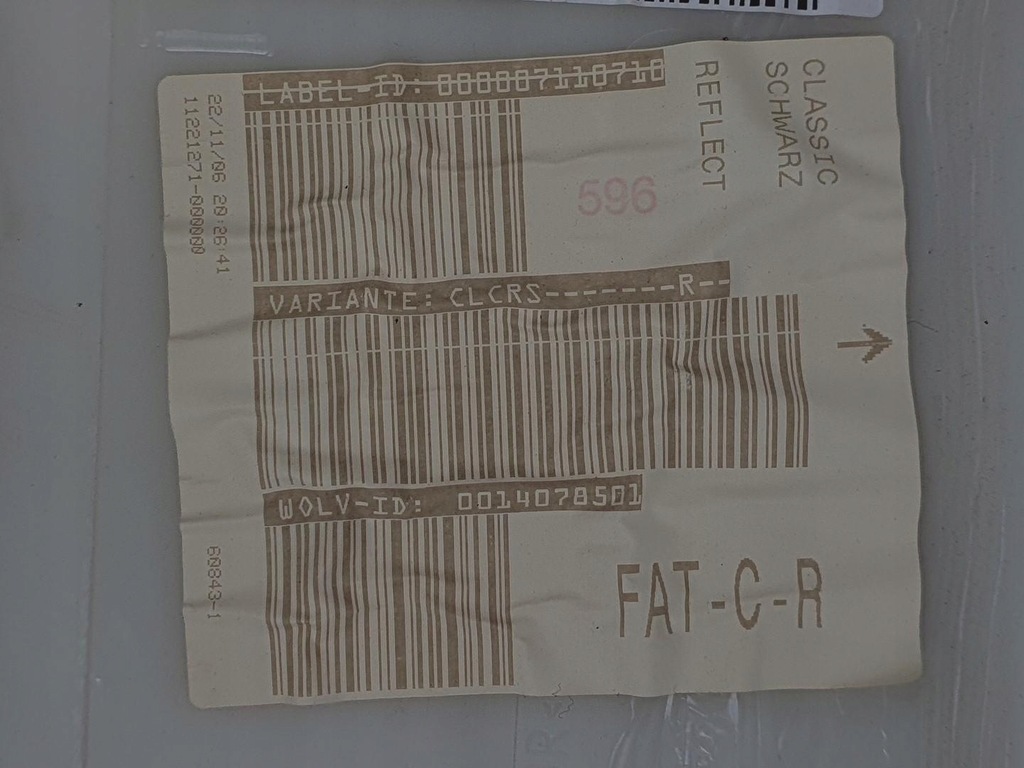 LABEL-ID: 000007110710
22/11/06 20:26:41
11221271-000000
596
REFLECT
CLASSIC
SCHWARZ
VARIANTE: CLCRS-------R--
WOLV-ID: 0014078501
60843-1
FAT-C-R